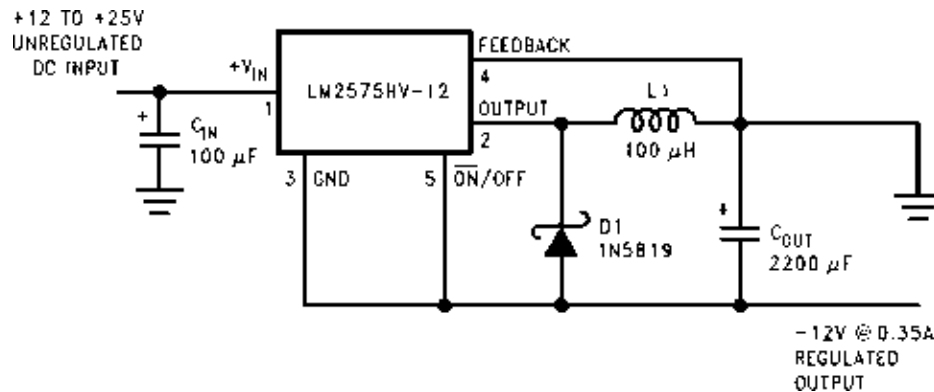 +12 TO +25V
UNREGULATED
DC INPUT
+VIN
1
CIN
100 µF
LM2575HV-12
FEEDBACK
4
OUTPUT
2
3
GND
5
ON/OFF
L1
100 µH
D1
1N5819
COUT
2200 µF
-12V @ 0.35A
REGULATED
OUTPUT